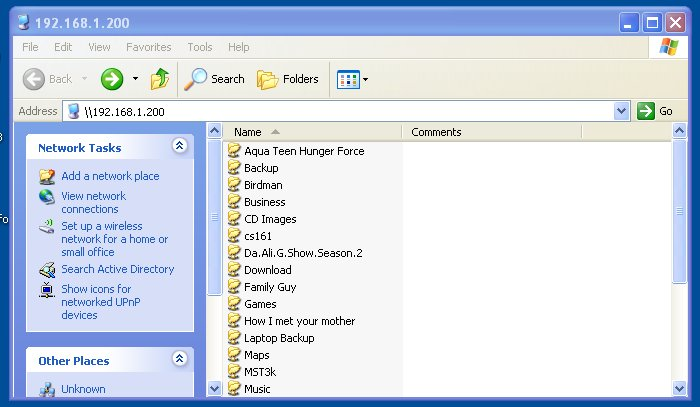 192.168.1.200
File Edit View Favorites Tools Help
Back Search Folders
Address \\192.168.1.200 Go
Network Tasks
Add a network place
View network
connections
Set up a wireless
network for a home or
small office
Search Active Directory
Show icons for
networked UPnP
devices
Other Places
Unknown
Name Comments
Aqua Teen Hunger Force
Backup
Birdman
Business
CD Images
cs161
Da.Ali.G.Show.Season.2
Download
Family Guy
Games
How I met your mother
Laptop Backup
Maps
MST3k
Music